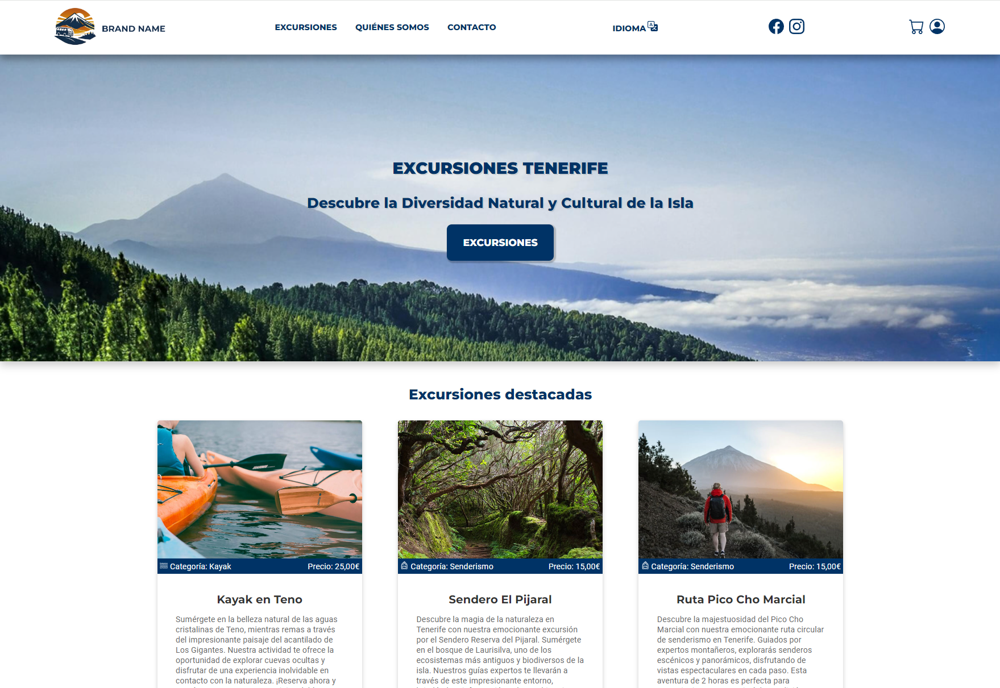 BRAND NAME
EXCURSIONES QUIÉNES SOMOS CONTACTO
IDIOMA
EXCURSIONES TENERIFE
Descubre la Diversidad Natural y Cultural de la Isla
EXCURSIONES
Excursiones destacadas
Categoría: Kayak Precio: 25,00€
Kayak en Teno
Sumérgete en la belleza natural de las aguas
cristalinas de Teno, mientras remas a través
del impresionante paisaje del acantilado de
Los Gigantes. Nuestra actividad te ofrece la
oportunidad de explorar cuevas ocultas y
disfrutar de una experiencia inolvidable en
contacto con la naturaleza. ¡Reserva ahora y
Categoría: Senderismo Precio: 15,00€
Sendero El Pijaral
Descubre la magia de la naturaleza en
Tenerife con nuestra emocionante excursión
por el Sendero Reserva del Pijaral. Sumérgete
en el bosque de Laurisilva, uno de los
ecosistemas más antiguos y biodiversos de la
isla. Nuestros guías expertos te llevarán a
través de este impresionante entorno,
Categoría: Senderismo Precio: 15,00€
Ruta Pico Cho Marcial
Descubre la majestuosidad del Pico Cho
Marcial con nuestra emocionante ruta circular
de senderismo en Tenerife. Guiados por
expertos montañeros, explorarás senderos
escénicos y panorámicos, disfrutando de
vistas espectaculares en cada paso. Esta
aventura de 2 horas es perfecta para